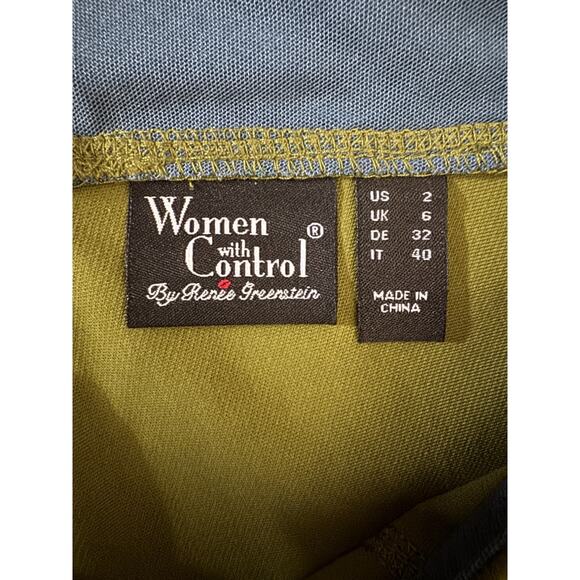 Women
with
Control®
By Renée Greenstein
US 2
UK 6
DE 32
IT 40
MADE IN
CHINA